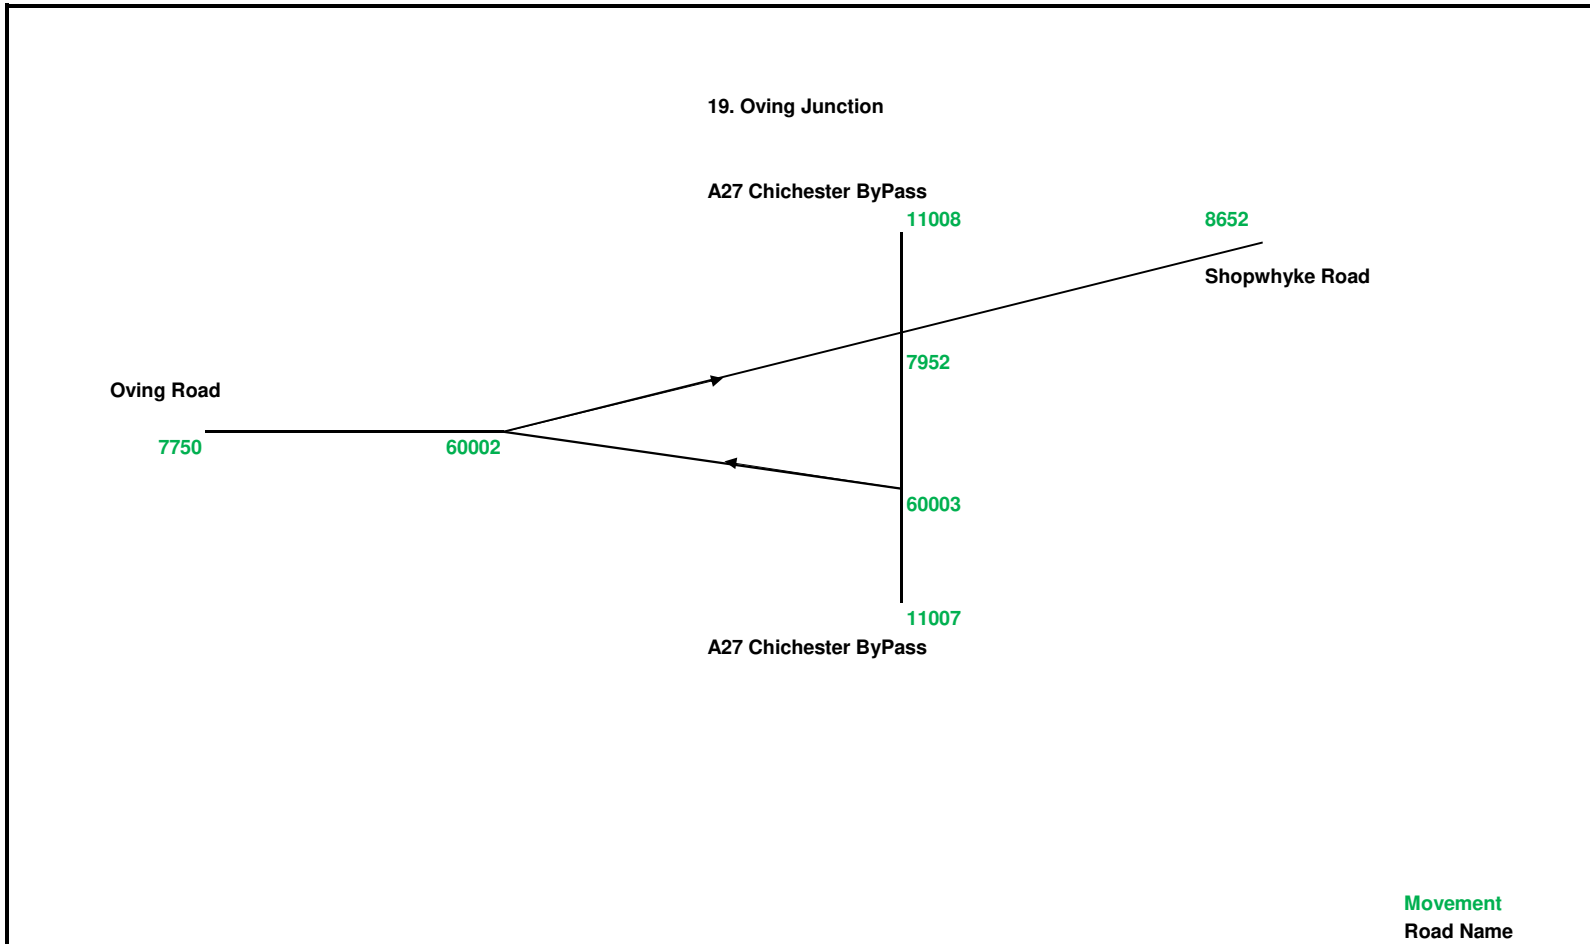 19. Oving Junction
A27 Chichester ByPass
11008
8652
Shopwhyke Road
7952
Oving Road
7750
60002
60003
11007
A27 Chichester ByPass
Movement
Road Name